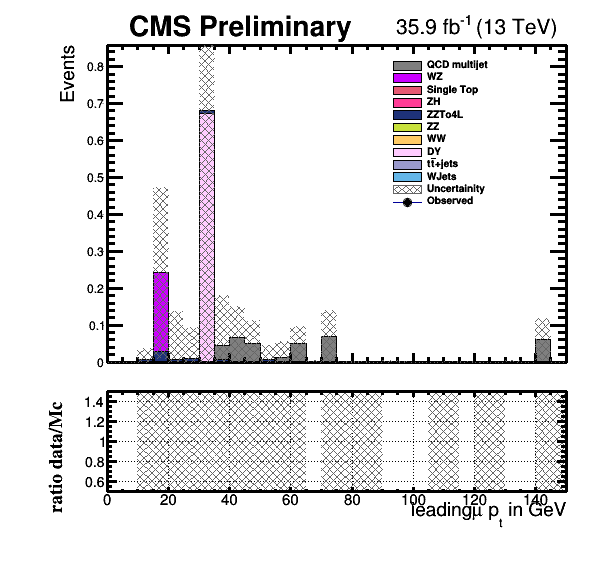 CMS Preliminary 35.9 fb⁻¹ (13 TeV)
Events
0.8
0.7
0.6
0.5
0.4
0.3
0.2
0.1
0
QCD multijet
WZ
Single Top
ZH
ZZTo4L
ZZ
WW
DY
tt̄+jets
WJets
Uncertainity
Observed
ratio data/Mc
1.4
1.2
1
0.8
0.6
0 20 40 60 80 100 120 140
leadingμ pₜ in GeV